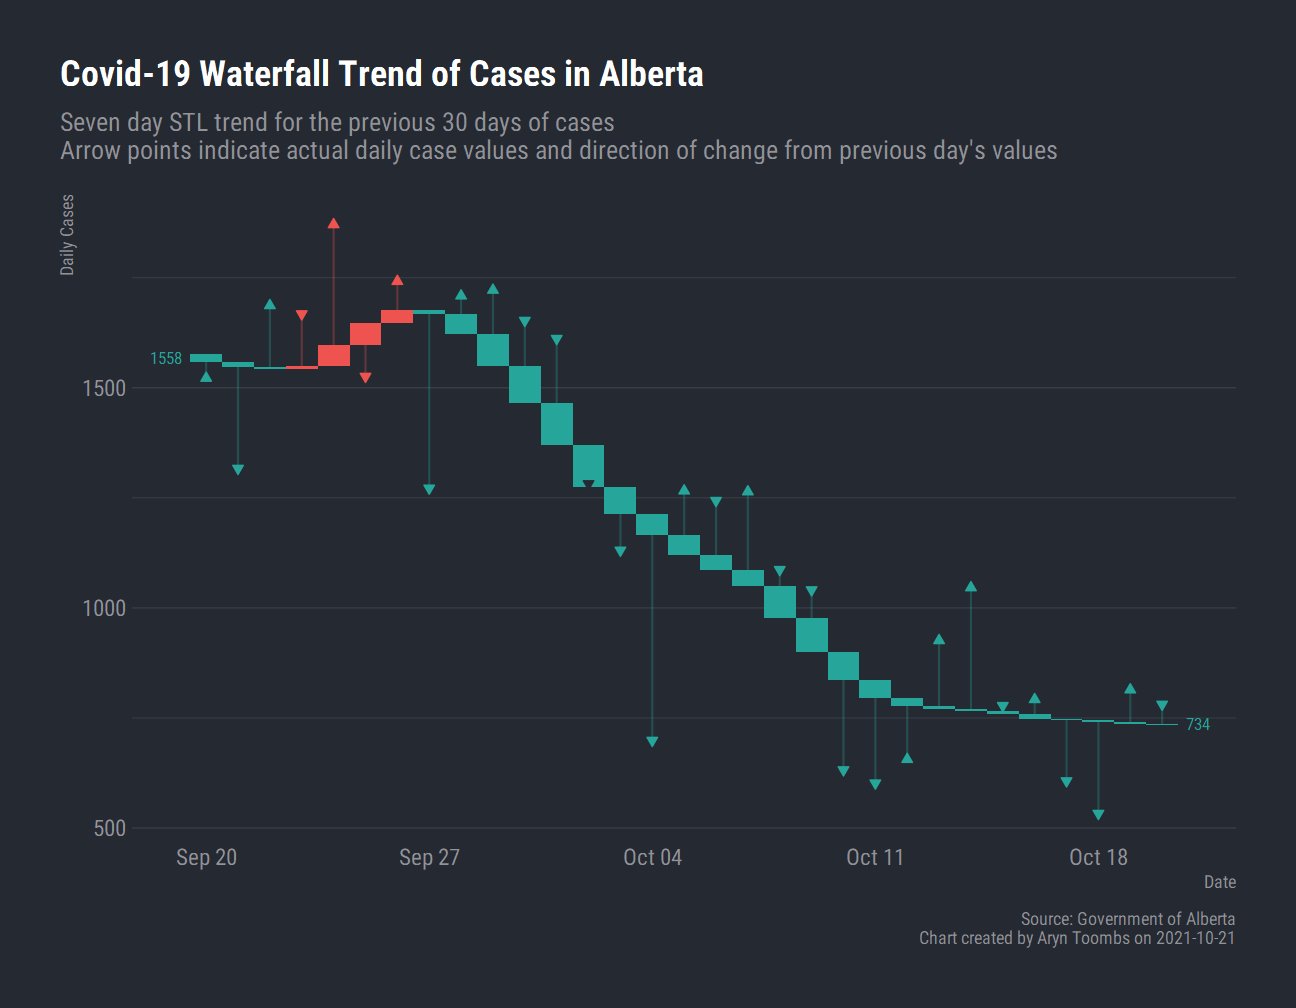 Covid-19 Waterfall Trend of Cases in Alberta
Seven day STL trend for the previous 30 days of cases
Arrow points indicate actual daily case values and direction of change from previous day's values
Daily Cases
1558
1500
1000
734
500
Sep 20
Sep 27
Oct 04
Oct 11
Oct 18
Date
Source: Government of Alberta
Chart created by Aryn Toombs on 2021-10-21